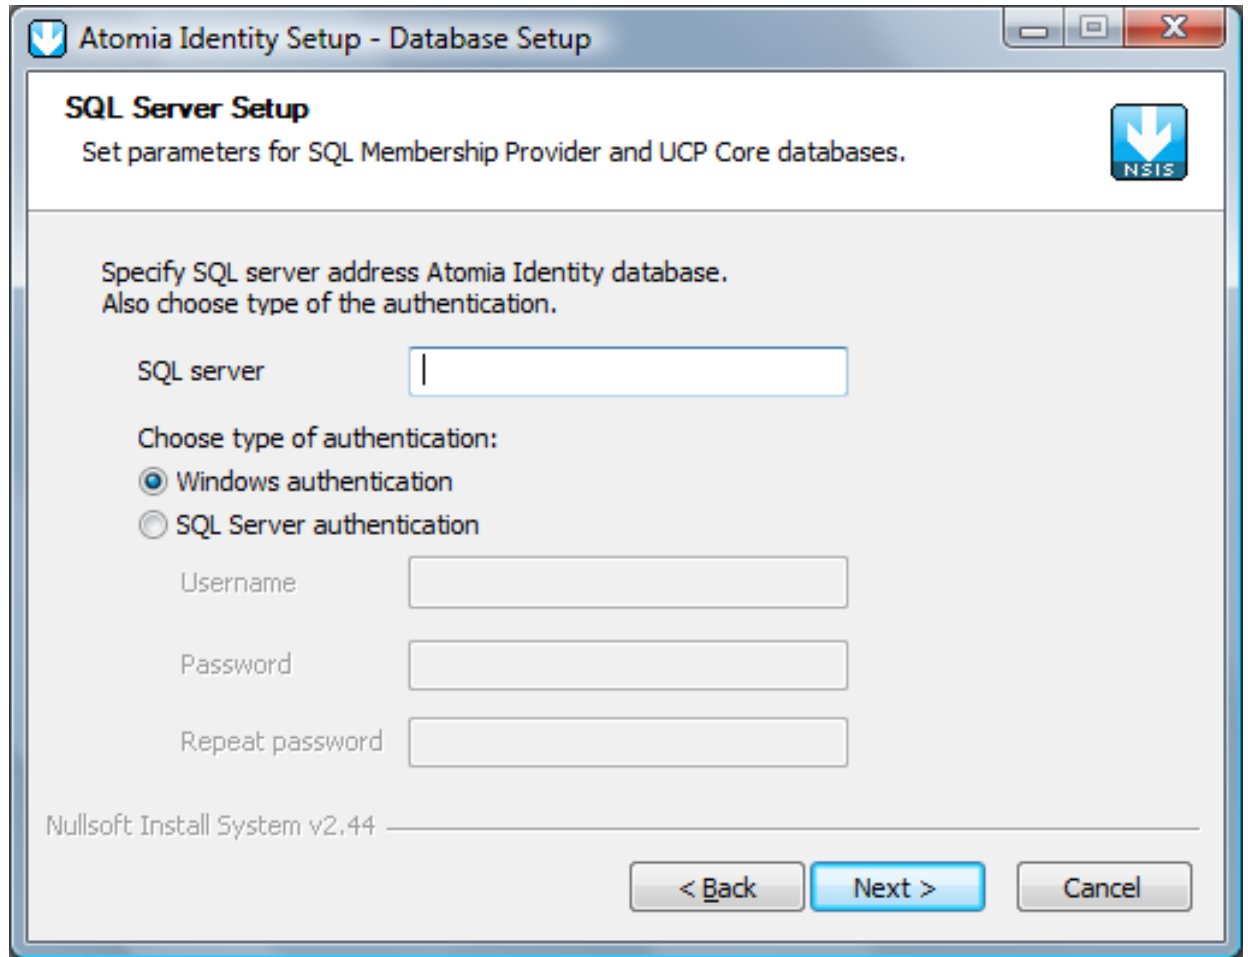 Atomia Identity Setup - Database Setup
SQL Server Setup
Set parameters for SQL Membership Provider and UCP Core databases.
NSIS
Specify SQL server address Atomia Identity database.
Also choose type of the authentication.
SQL server
Choose type of authentication:
Windows authentication
SQL Server authentication
Username
Password
Repeat password
Nullsoft Install System v2.44
< Back
Next >
Cancel